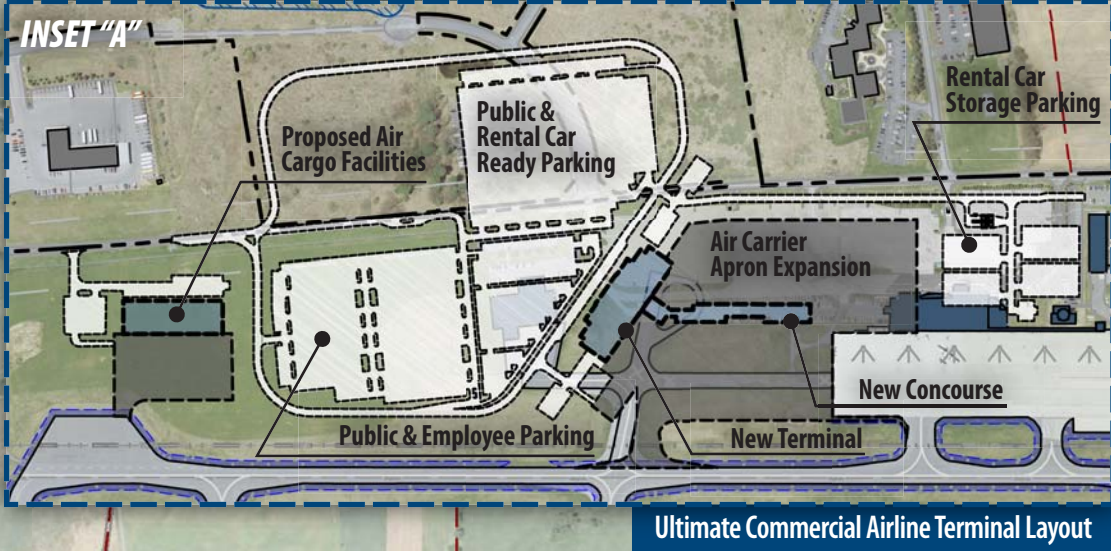 INSET “A”
Proposed Air
Cargo Facilities
Public &
Rental Car
Ready Parking
Rental Car
Storage Parking
Air Carrier
Apron Expansion
New Concourse
Public & Employee Parking
New Terminal
Ultimate Commercial Airline Terminal Layout